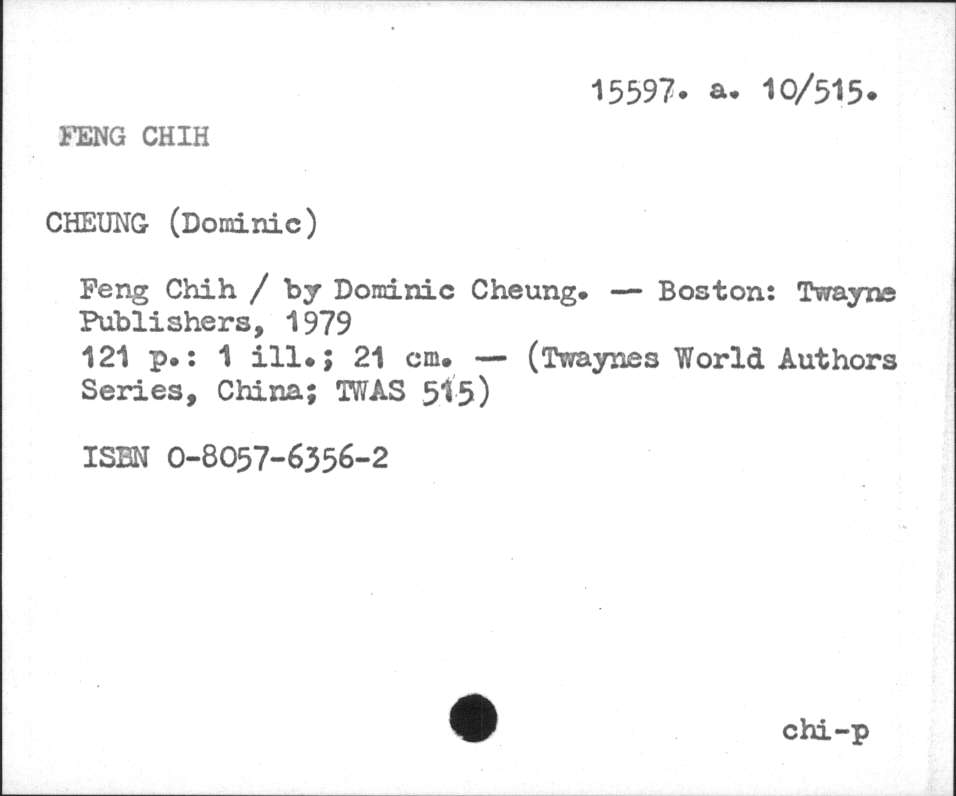 15597. a. 10/515.
FENG CHIH
CHEUNG (Dominic)
Feng Chih / by Dominic Cheung. — Boston: Twayne
Publishers, 1979
121 p.: 1 ill.; 21 cm. — (Twaynes World Authors
Series, China; TWAS 515)
ISBN 0-8057-6356-2
chi-p